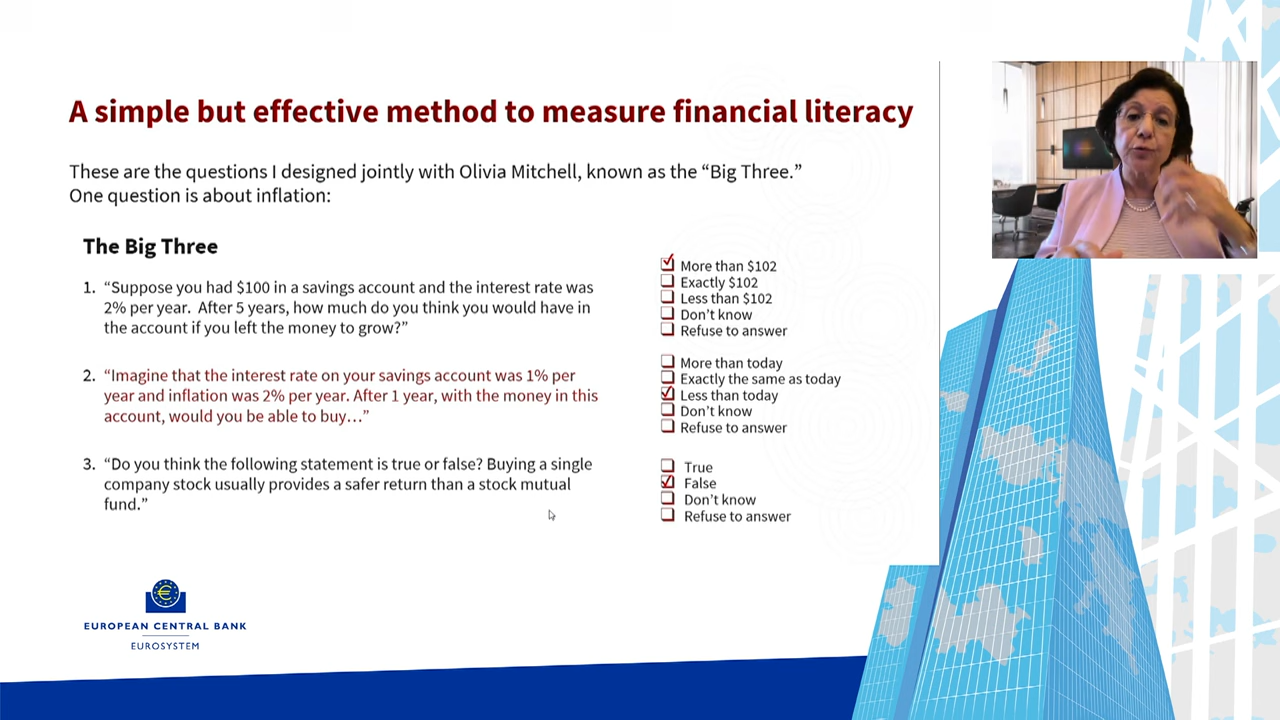 A simple but effective method to measure financial literacy
These are the questions I designed jointly with Olivia Mitchell, known as the “Big Three.”
One question is about inflation:
The Big Three
1. “Suppose you had $100 in a savings account and the interest rate was
2% per year. After 5 years, how much do you think you would have in
the account if you left the money to grow?”
More than $102
Exactly $102
Less than $102
Don’t know
Refuse to answer
2. “Imagine that the interest rate on your savings account was 1% per
year and inflation was 2% per year. After 1 year, with the money in this
account, would you be able to buy…”
More than today
Exactly the same as today
Less than today
Don’t know
Refuse to answer
3. “Do you think the following statement is true or false? Buying a single
company stock usually provides a safer return than a stock mutual
fund.”
True
False
Don’t know
Refuse to answer
EUROPEAN CENTRAL BANK
EUROSYSTEM